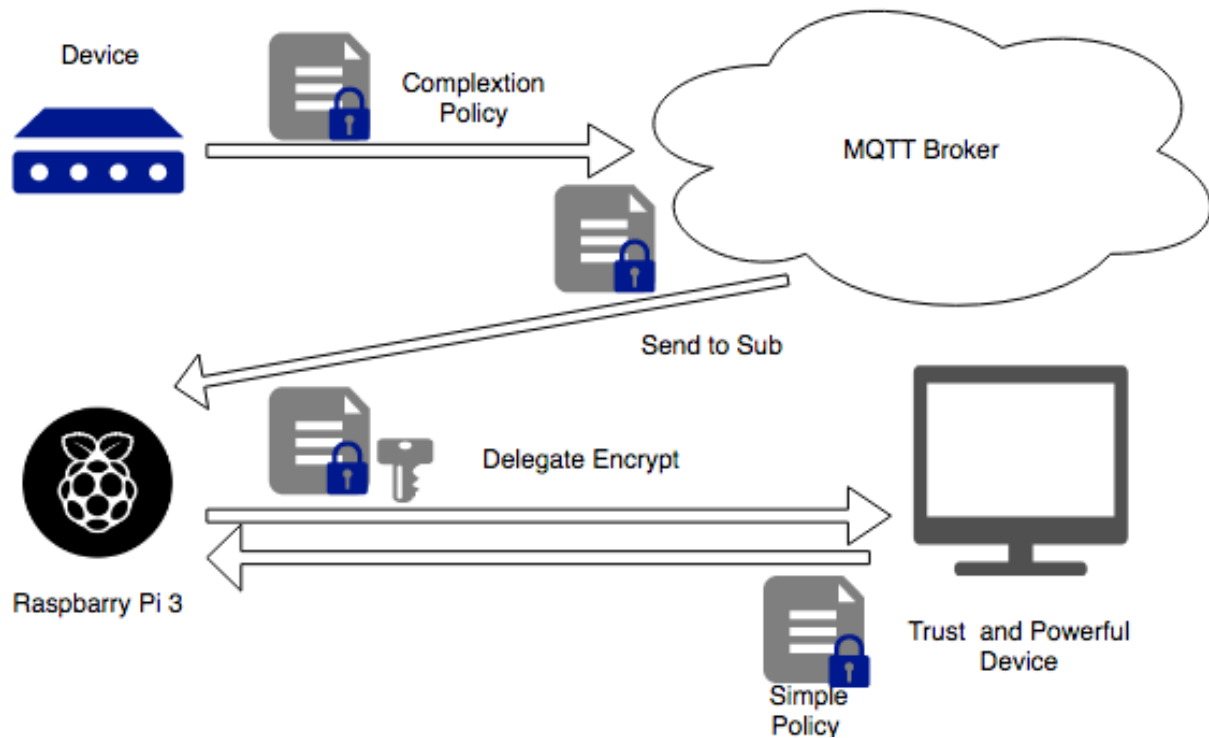 Device
Complextion
Policy
MQTT Broker
Send to Sub
Delegate Encrypt
Raspbarry Pi 3
Trust and Powerful
Device
Simple
Policy